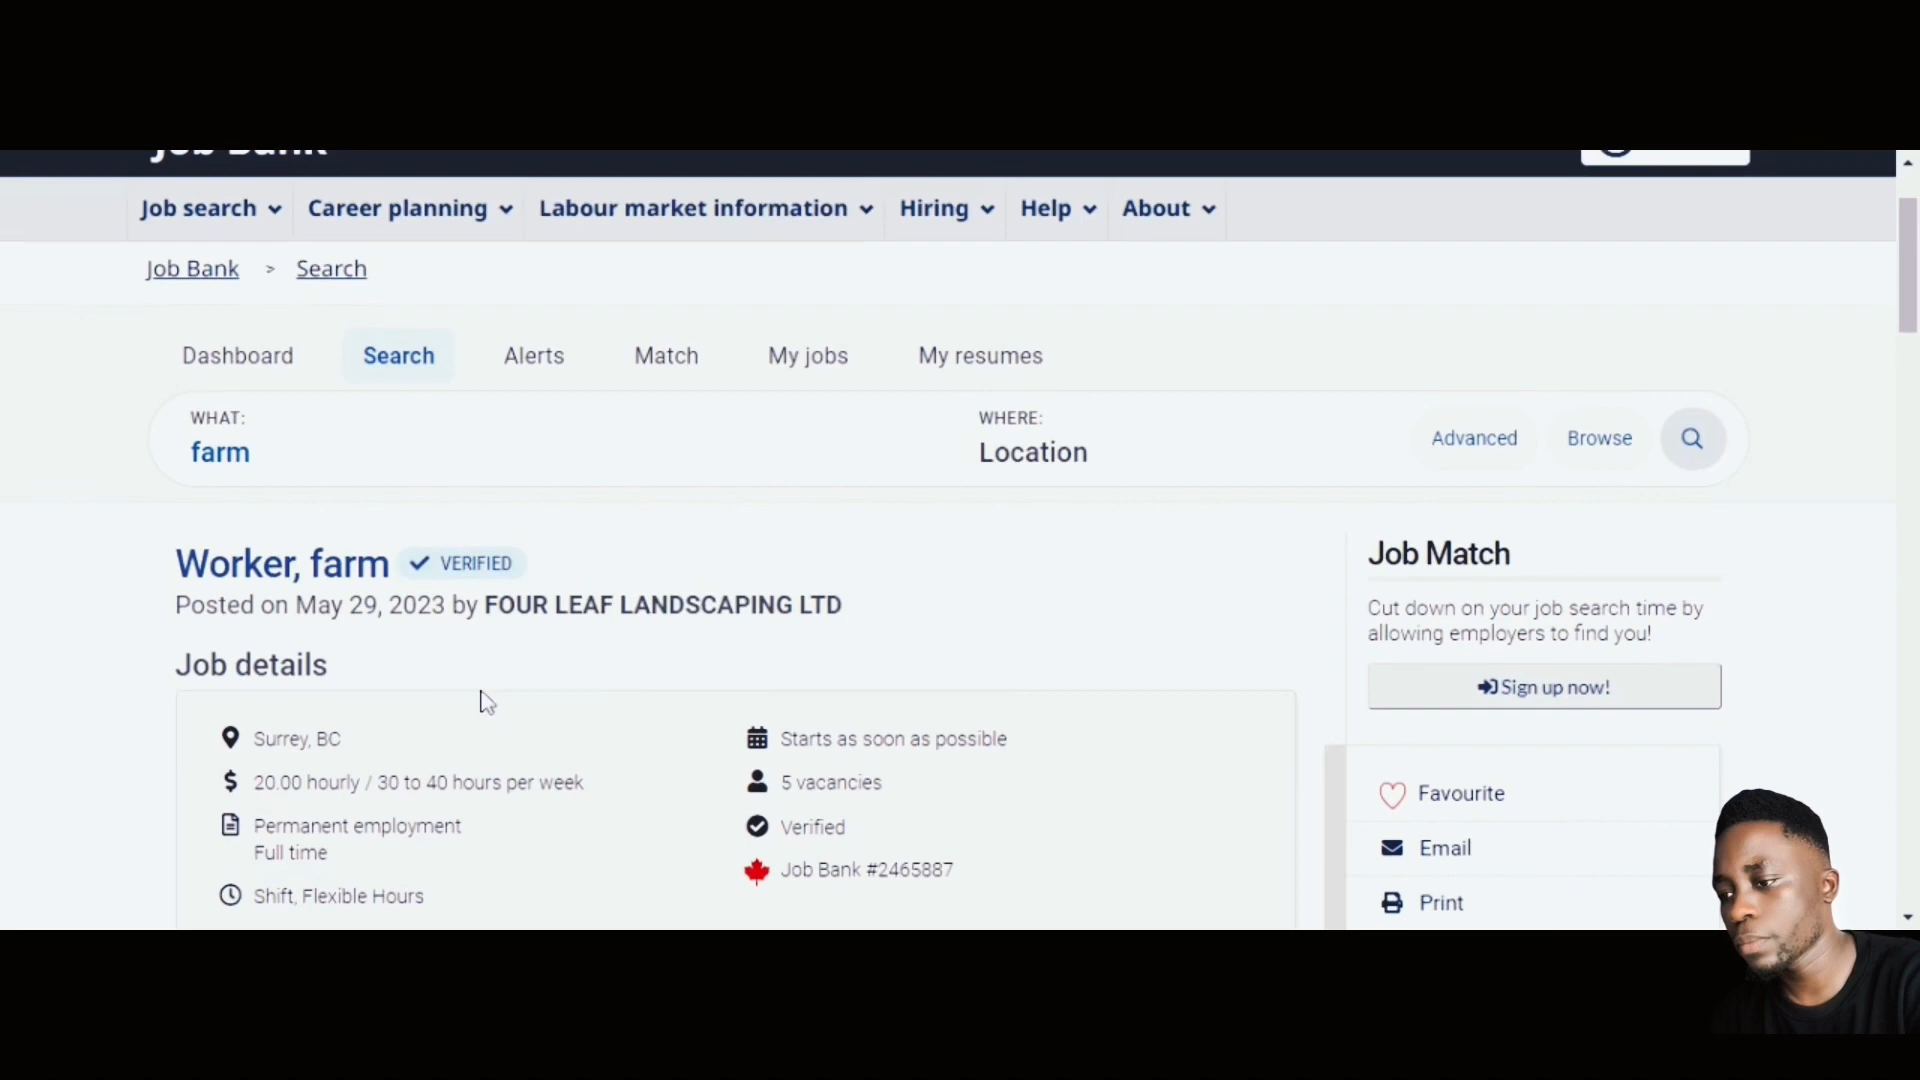 Job Bank
Job search Career planning Labour market information Hiring Help About
Job Bank > Search
Dashboard Search Alerts Match My jobs My resumes
WHAT:
farm
WHERE:
Location
Advanced Browse
Worker, farm VERIFIED
Posted on May 29, 2023 by FOUR LEAF LANDSCAPING LTD
Job details
Surrey, BC
20.00 hourly / 30 to 40 hours per week
Permanent employment
Full time
Shift, Flexible Hours
Starts as soon as possible
5 vacancies
Verified
Job Bank #2465887
Job Match
Cut down on your job search time by
allowing employers to find you!
Sign up now!
Favourite
Email
Print